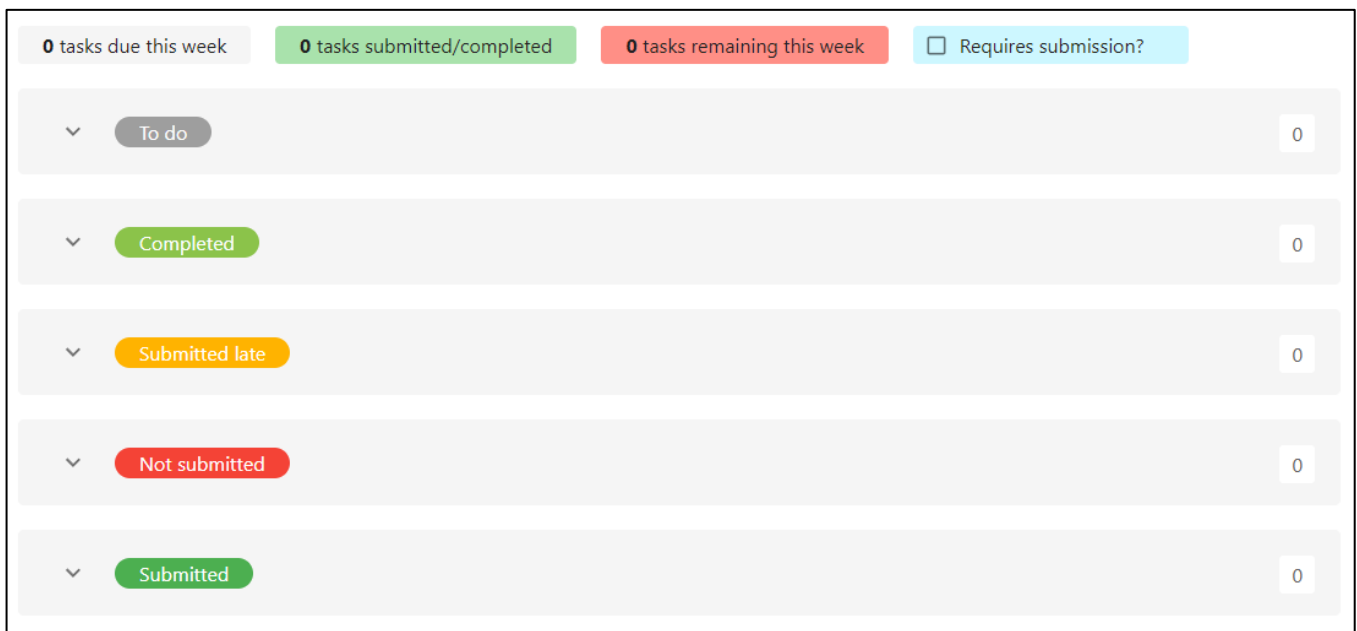 0 tasks due this week
0 tasks submitted/completed
0 tasks remaining this week
Requires submission?
To do
0
Completed
0
Submitted late
0
Not submitted
0
Submitted
0